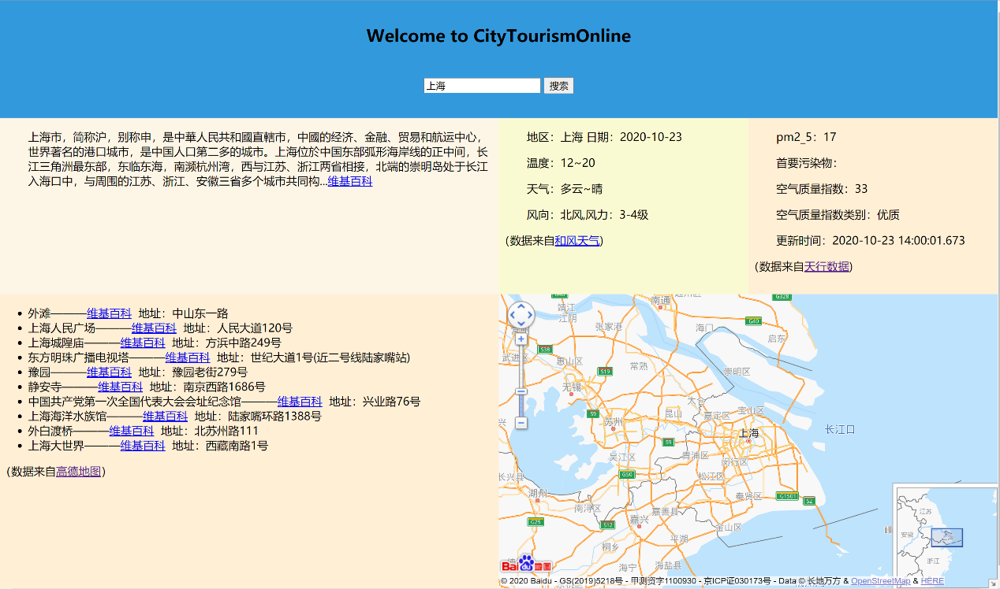 Welcome to CityTourismOnline
上海 搜索
上海市，简称沪，别称申，是中華人民共和國直轄市，中國的经济、金融、贸易和航运中心，
世界著名的港口城市，是中国人口第二多的城市。上海位於中国东部弧形海岸线的正中间，长
江三角洲最东部，东临东海，南濒杭州湾，西与江苏、浙江两省相接，北端的崇明岛处于长江
入海口中，与周围的江苏、浙江、安徽三省多个城市共同构...维基百科
地区：上海 日期：2020-10-23
温度：12~20
天气：多云~晴
风向：北风,风力：3-4级
(数据来自和风天气)
pm2_5：17
首要污染物：
空气质量指数：33
空气质量指数类别：优质
更新时间：2020-10-23 14:00:01.673
(数据来自天行数据)
• 外滩———维基百科 地址：中山东一路
• 上海人民广场———维基百科 地址：人民大道120号
• 上海城隍庙———维基百科 地址：方浜中路249号
• 东方明珠广播电视塔———维基百科 地址：世纪大道1号(近二号线陆家嘴站)
• 豫园———维基百科 地址：豫园老街279号
• 静安寺———维基百科 地址：南京西路1686号
• 中国共产党第一次全国代表大会会址纪念馆———维基百科 地址：兴业路76号
• 上海海洋水族馆———维基百科 地址：陆家嘴环路1388号
• 外白渡桥———维基百科 地址：北苏州路111
• 上海大世界———维基百科 地址：西藏南路1号
(数据来自高德地图)
南通
G328
靖江
江阴
张家港
海门
G40
启东
S38
武进区
惠山区
S19
常熟
崇明区
无锡
太仓
S9
昆山
嘉定区
宝山区
苏州
上海
长江口
S9
吴江区
青浦区
闵行区
长兴县
G50
松江区
湖州
奉贤区
G1501
S2
南浔区
嘉善县
G25
S12
嘉兴
金山区
平湖
桐乡
海宁
海盐县
江苏
安徽
上海
浙江
Bai du 地图
© 2020 Baidu - GS(2019)5218号 - 甲测资字1100930 - 京ICP证030173号 - Data © 长地万方 & OpenStreetMap & HERE